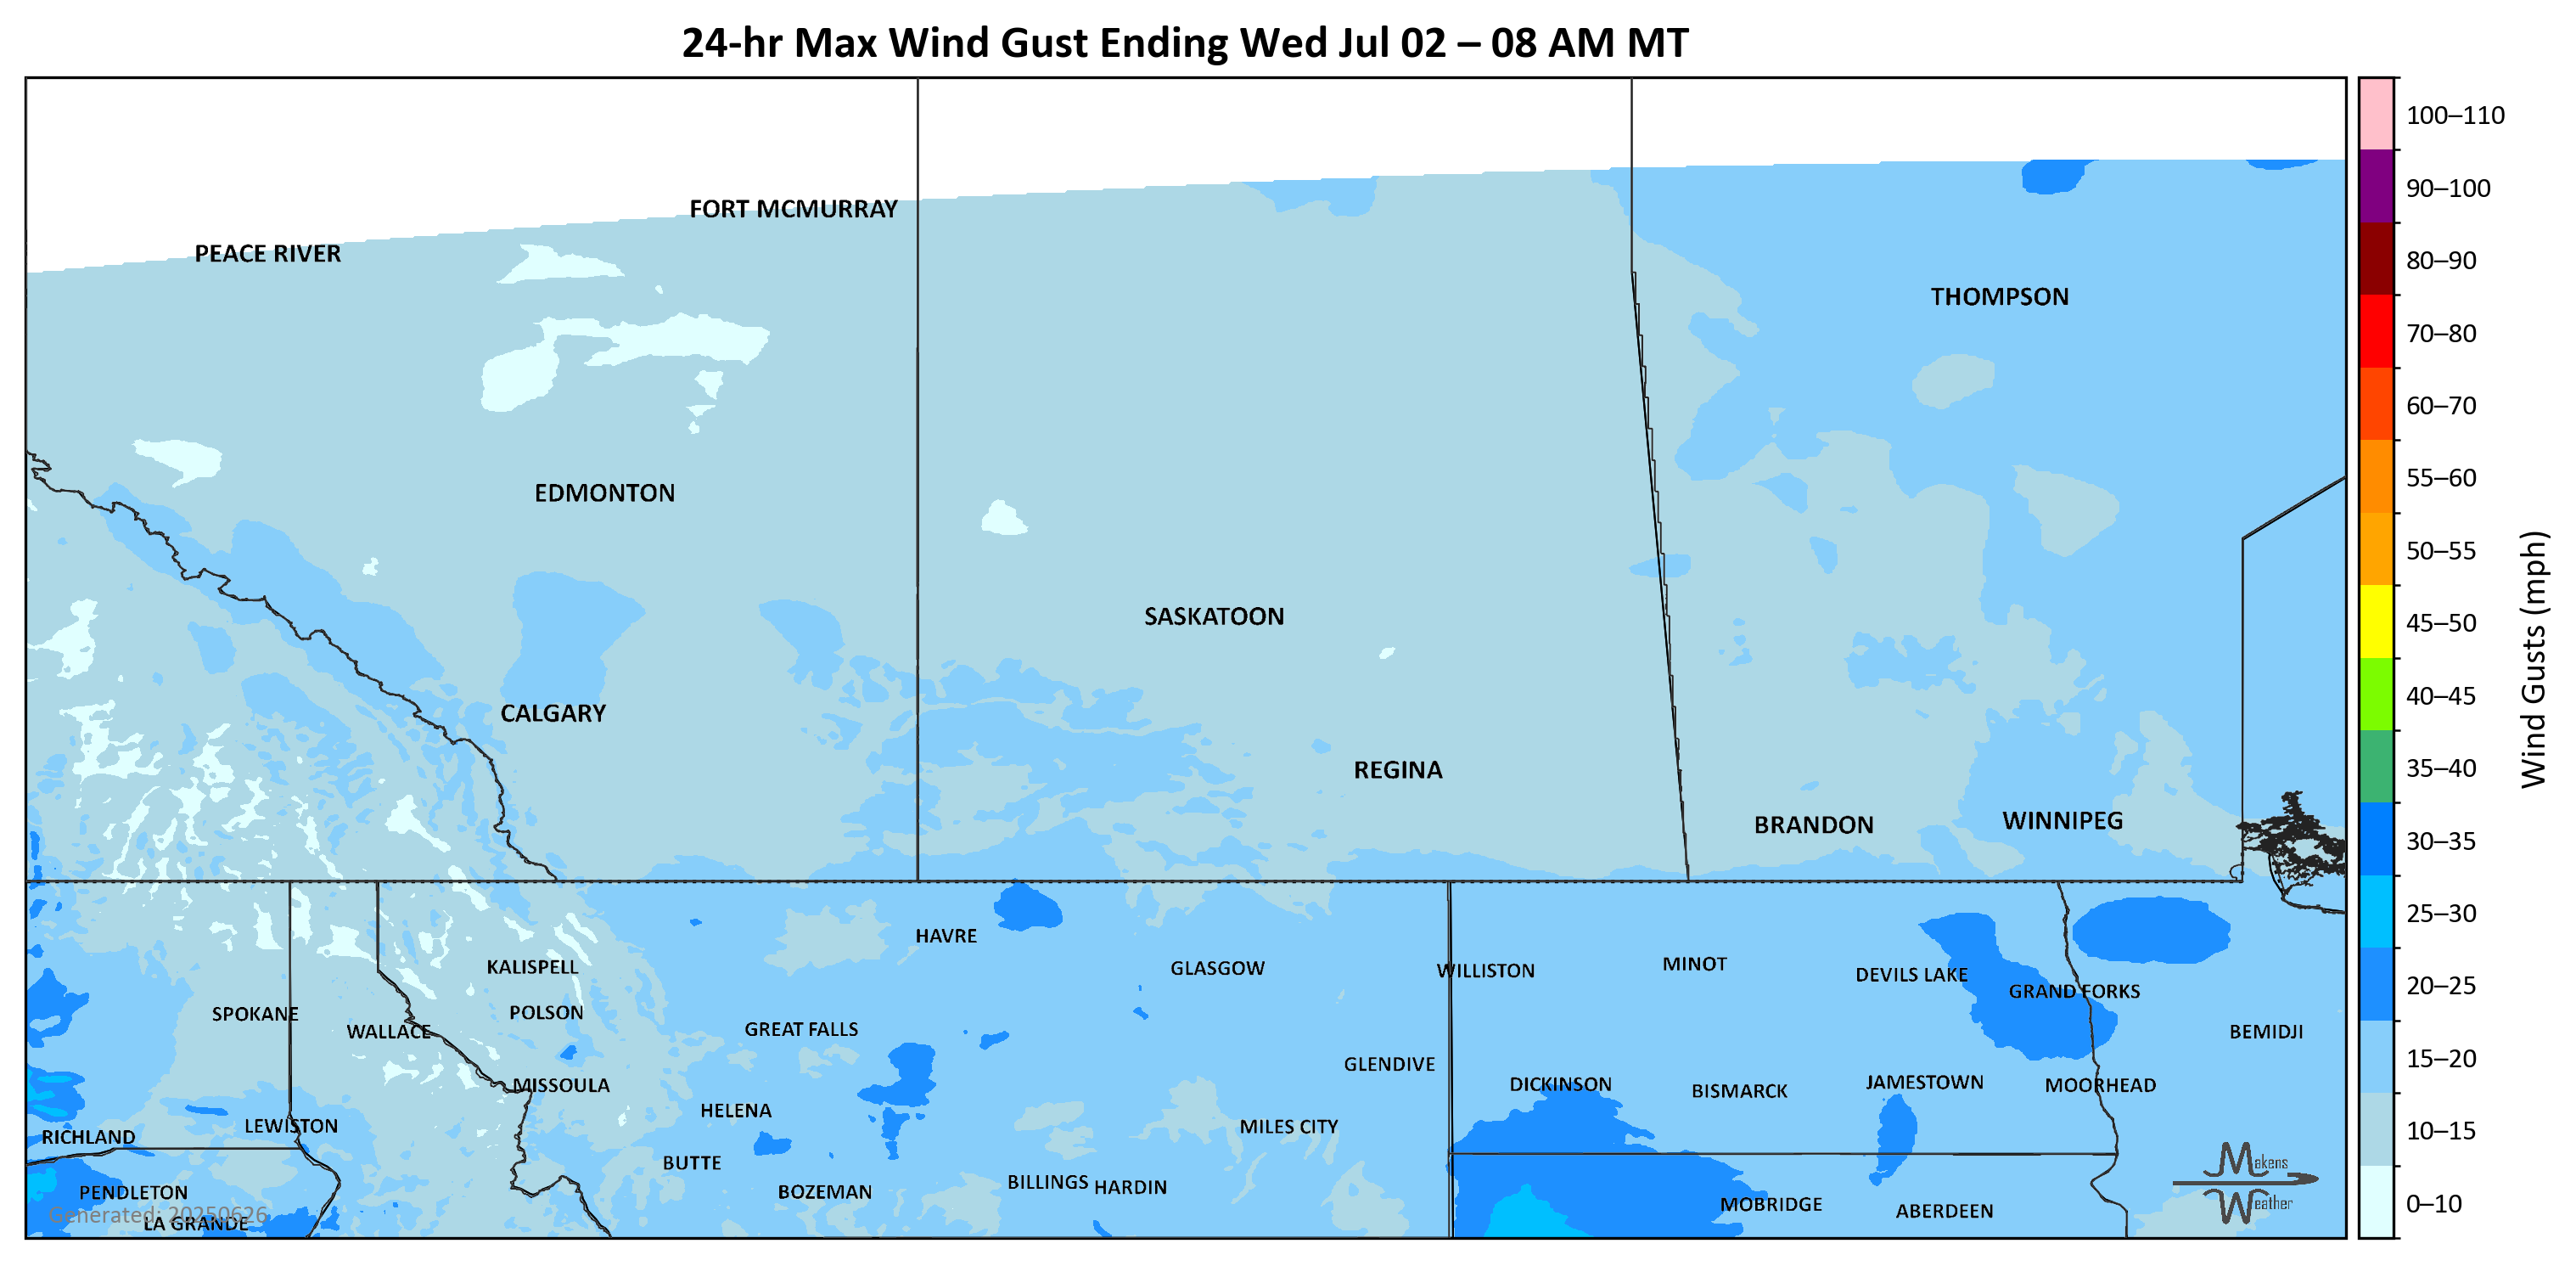 24-hr Max Wind Gust Ending Wed Jul 02 – 08 AM MT
100–110
90–100
80–90
70–80
60–70
55–60
50–55
45–50
40–45
35–40
30–35
25–30
20–25
15–20
10–15
0–10
Wind Gusts (mph)
FORT MCMURRAY
PEACE RIVER
THOMPSON
EDMONTON
SASKATOON
CALGARY
REGINA
BRANDON
WINNIPEG
HAVRE
KALISPELL
GLASGOW
WILLISTON
MINOT
DEVILS LAKE
GRAND FORKS
SPOKANE
POLSON
WALLACE
GREAT FALLS
BEMIDJI
GLENDIVE
MISSOULA
DICKINSON
BISMARCK
JAMESTOWN
MOORHEAD
HELENA
LEWISTON
MILES CITY
RICHLAND
BUTTE
BILLINGS
HARDIN
PENDLETON
BOZEMAN
MOBRIDGE
ABERDEEN
Generated: 20250626
LA GRANDE
Makens
Weather